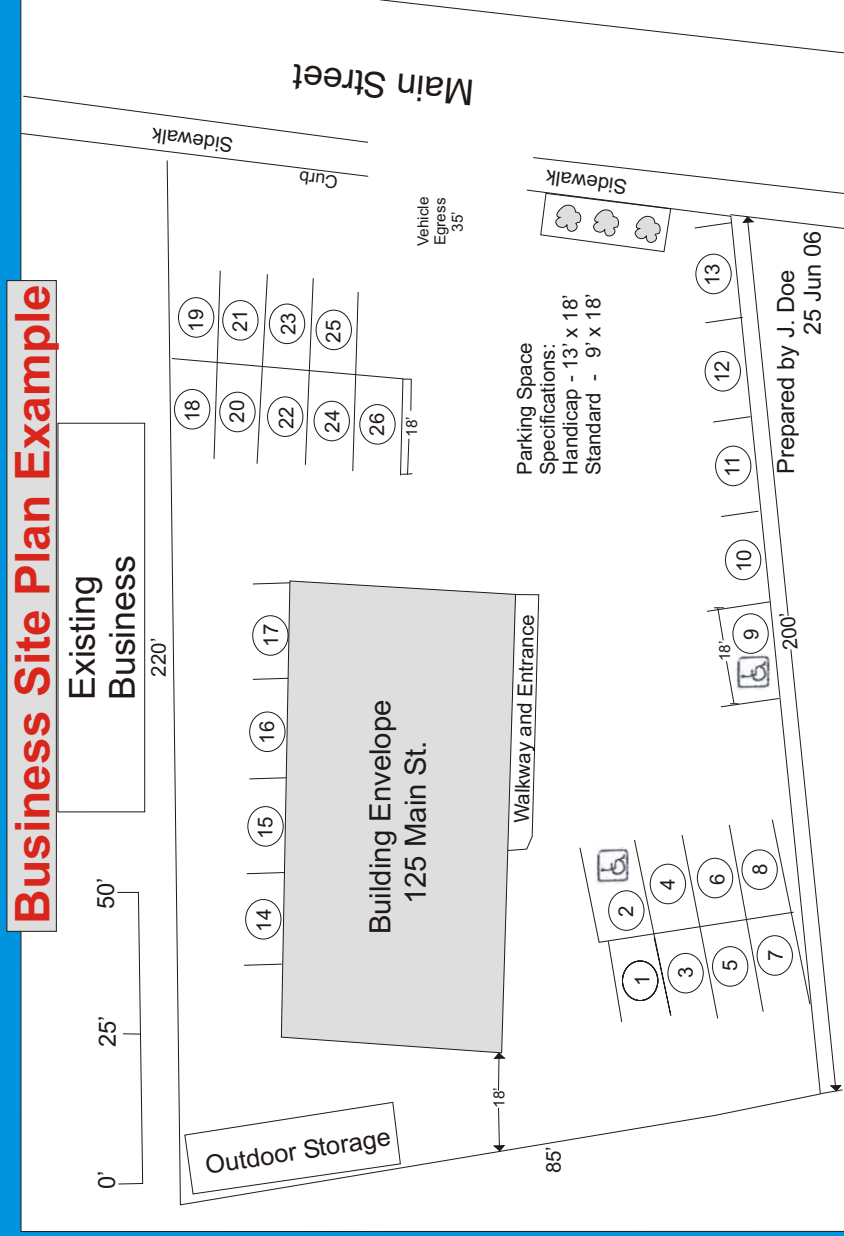 Business Site Plan Example
0'
25'
50'
Existing
Business
220'
Outdoor Storage
14
15
16
17
Building Envelope
125 Main St.
Walkway and Entrance
18'
85'
18
19
20
21
22
23
24
25
26
18'
Sidewalk
Curb
Main Street
Vehicle
Egress
35'
Sidewalk
Parking Space
Specifications:
Handicap - 13' x 18'
Standard - 9' x 18'
1
2
3
4
5
6
7
8
18'
9
10
11
12
13
200'
Prepared by J. Doe
25 Jun 06